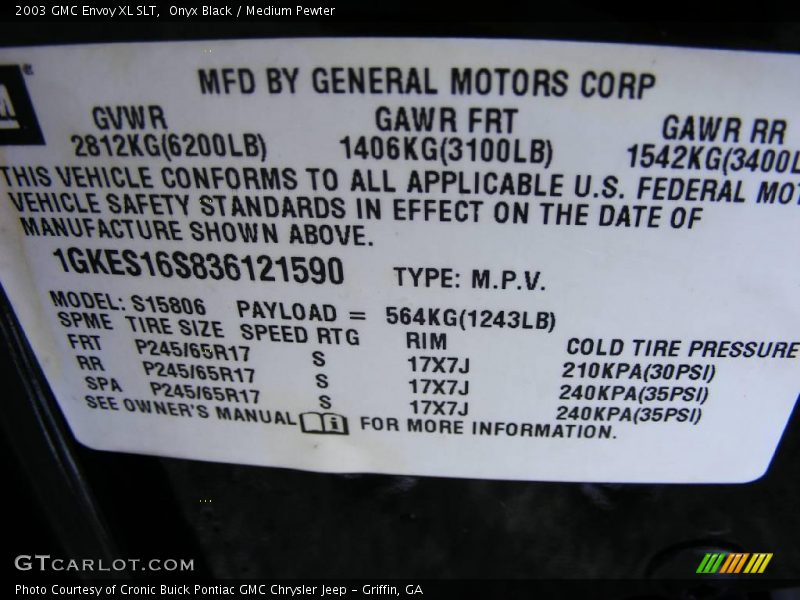 2003 GMC Envoy XL SLT,  Onyx Black / Medium Pewter
MFD BY GENERAL MOTORS CORP
GVWR GAWR FRT GAWR RR
2812KG(6200LB) 1406KG(3100LB) 1542KG(3400L
THIS VEHICLE CONFORMS TO ALL APPLICABLE U.S. FEDERAL MOT
VEHICLE SAFETY STANDARDS IN EFFECT ON THE DATE OF
MANUFACTURE SHOWN ABOVE.
1GKES16S836121590 TYPE: M.P.V.
MODEL: S15806 PAYLOAD = 564KG(1243LB)
SPME TIRE SIZE SPEED RTG RIM COLD TIRE PRESSURE
FRT P245/65R17 S 17X7J 210KPA(30PSI)
RR P245/65R17 S 17X7J 240KPA(35PSI)
SPA P245/65R17 S 17X7J 240KPA(35PSI)
SEE OWNER'S MANUAL i FOR MORE INFORMATION.
GTCARLOT.COM
Photo Courtesy of Cronic Buick Pontiac GMC Chrysler Jeep - Griffin, GA